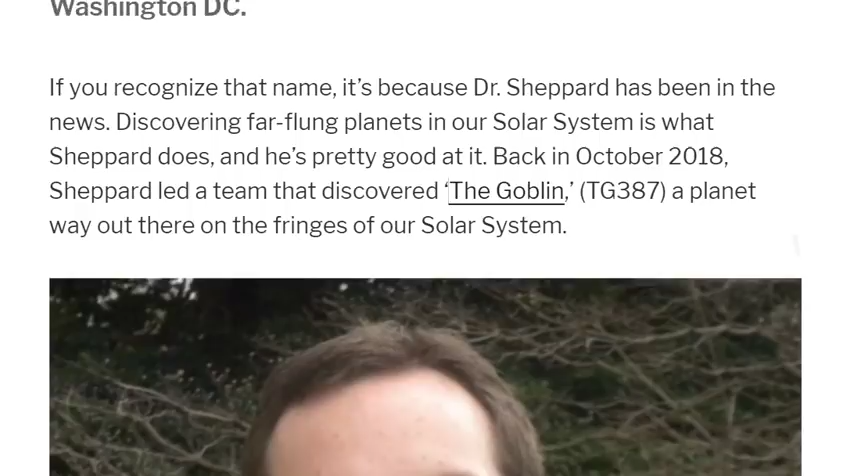 Washington DC.
If you recognize that name, it’s because Dr. Sheppard has been in the
news. Discovering far-flung planets in our Solar System is what
Sheppard does, and he’s pretty good at it. Back in October 2018,
Sheppard led a team that discovered ‘The Goblin,’ (TG387) a planet
way out there on the fringes of our Solar System.